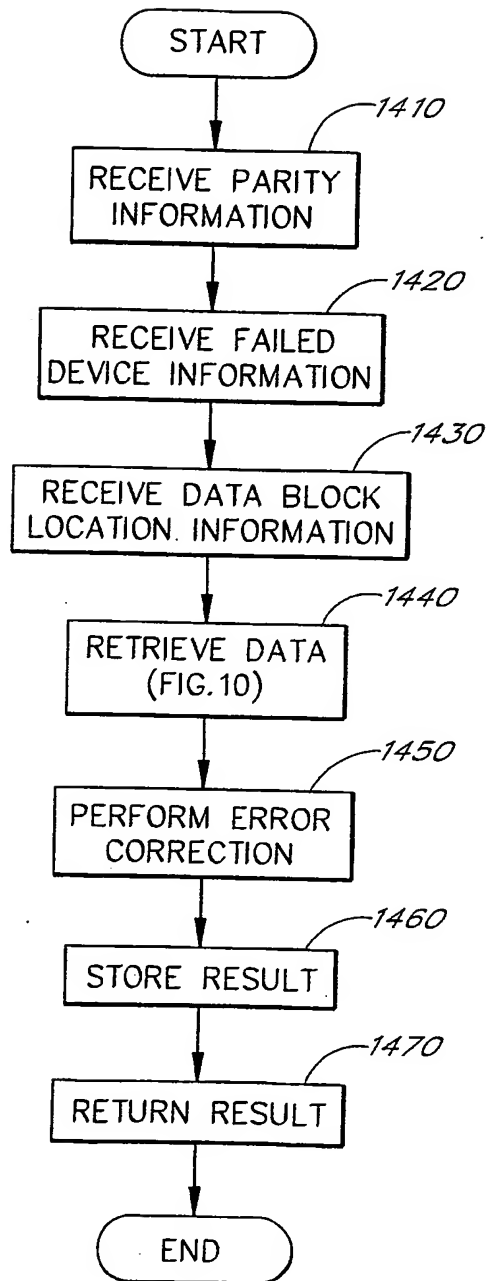 START
1410
RECEIVE PARITY
INFORMATION
1420
RECEIVE FAILED
DEVICE INFORMATION
1430
RECEIVE DATA BLOCK
LOCATION. INFORMATION
1440
RETRIEVE DATA
(FIG.10)
1450
PERFORM ERROR
CORRECTION
1460
STORE RESULT
1470
RETURN RESULT
END